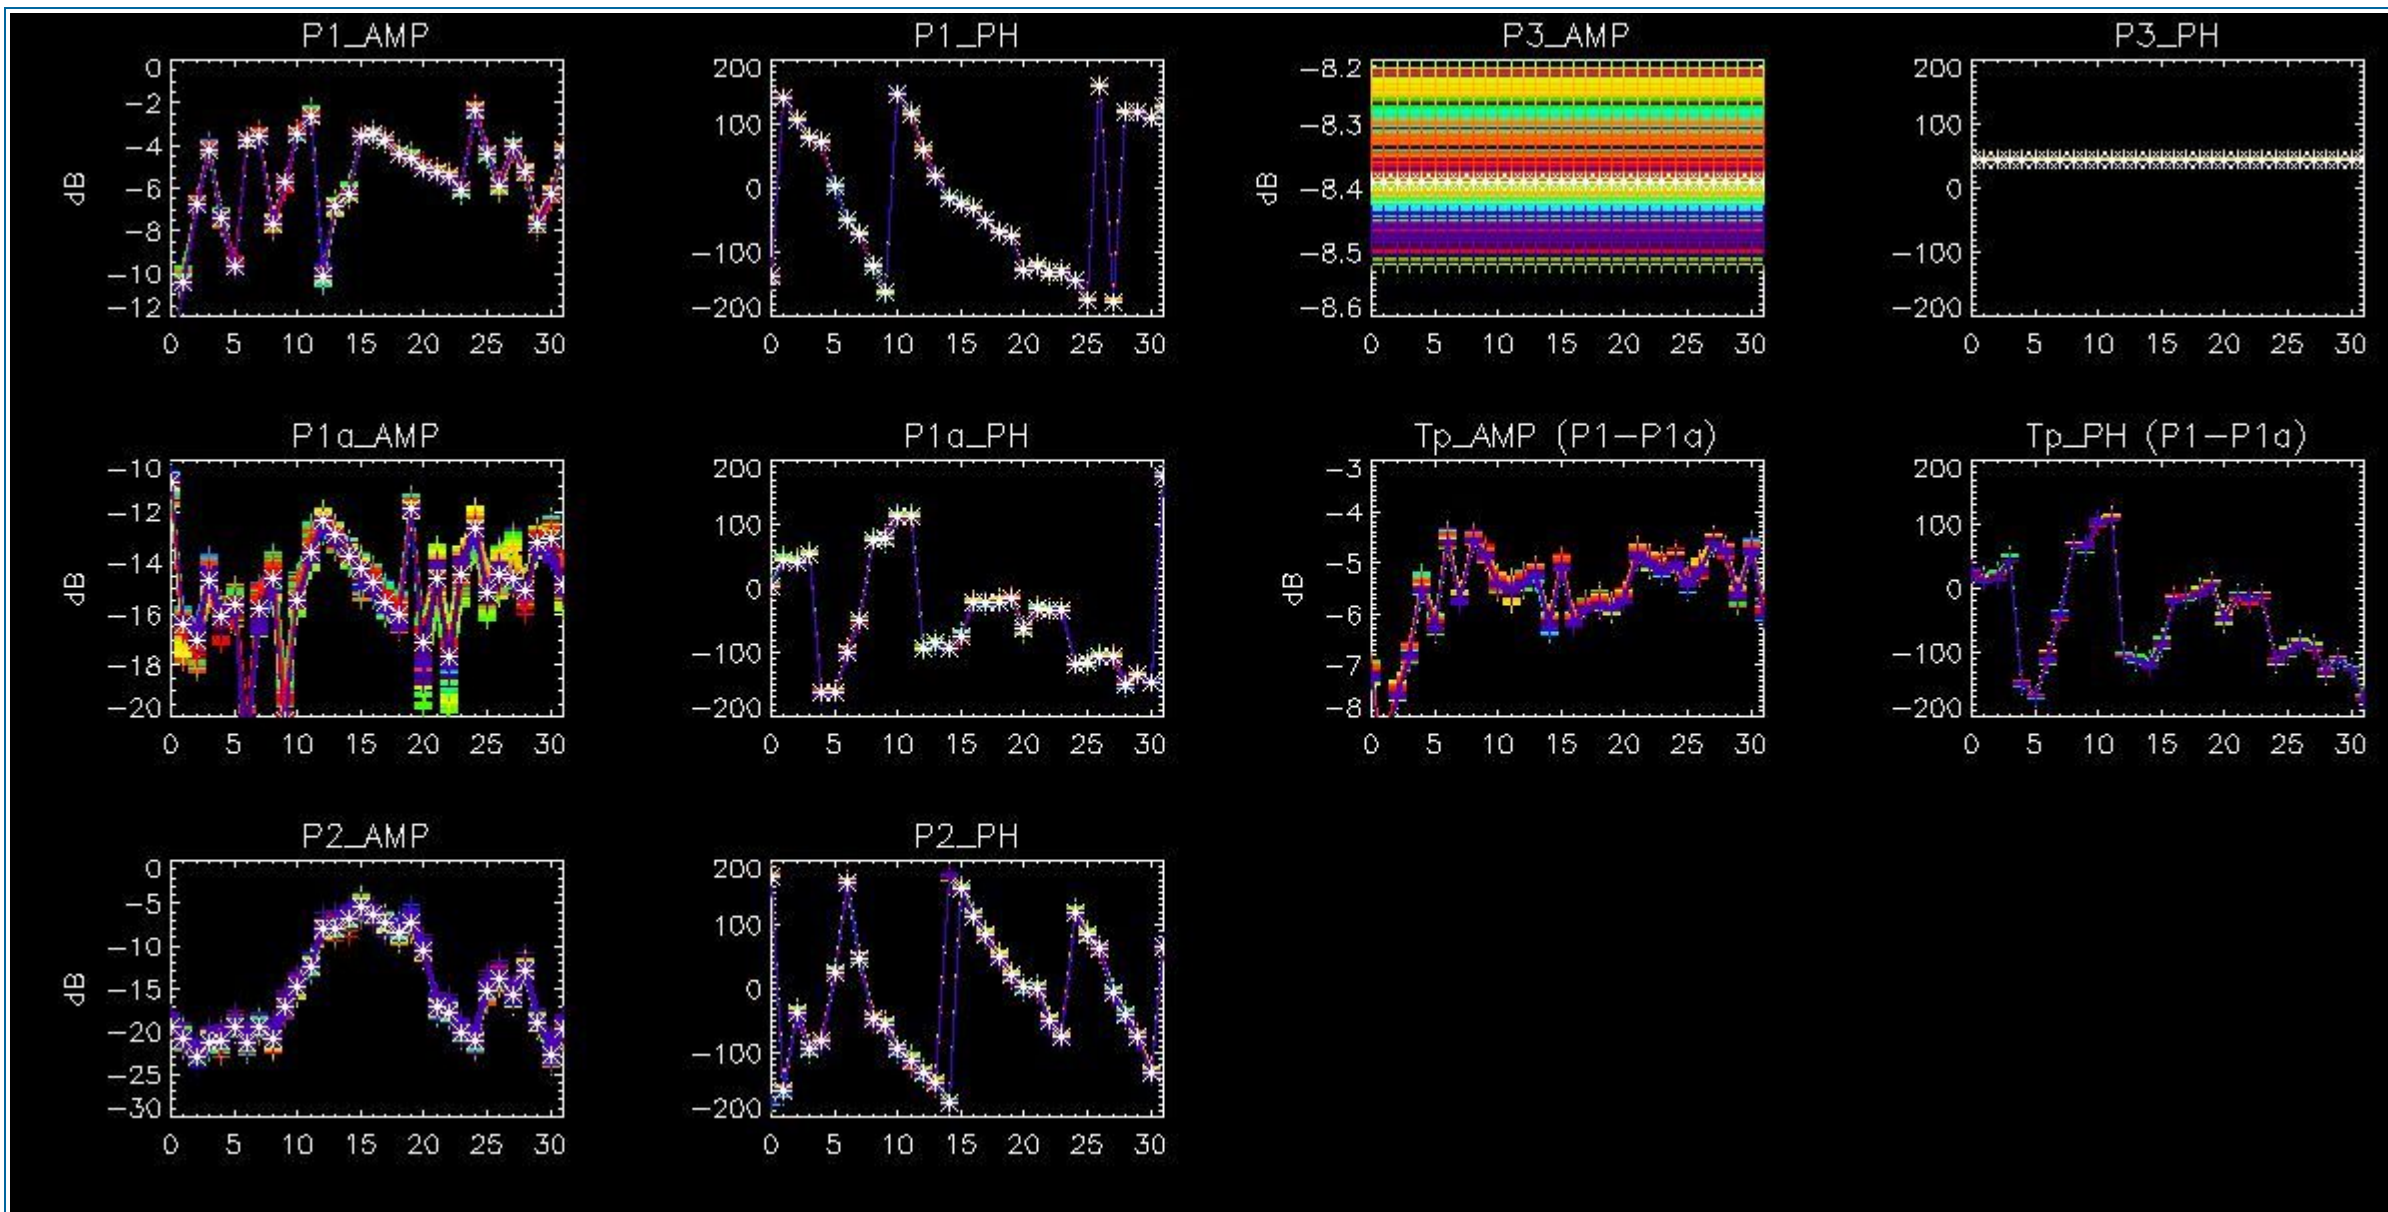 P1_AMP
P1_PH
P3_AMP
P3_PH
0
−2
−4
−6
−8
−10
−12
dB
0 5 10 15 20 25 30
200
100
0
−100
−200
0 5 10 15 20 25 30
−8.2
−8.3
−8.4
−8.5
−8.6
dB
0 5 10 15 20 25 30
200
100
0
−100
−200
0 5 10 15 20 25 30
P1a_AMP
P1a_PH
Tp_AMP (P1−P1a)
Tp_PH (P1−P1a)
−10
−12
−14
−16
−18
−20
dB
0 5 10 15 20 25 30
200
100
0
−100
−200
0 5 10 15 20 25 30
−3
−4
−5
−6
−7
−8
dB
0 5 10 15 20 25 30
200
100
0
−100
−200
0 5 10 15 20 25 30
P2_AMP
P2_PH
0
−5
−10
−15
−20
−25
−30
dB
0 5 10 15 20 25 30
200
100
0
−100
−200
0 5 10 15 20 25 30